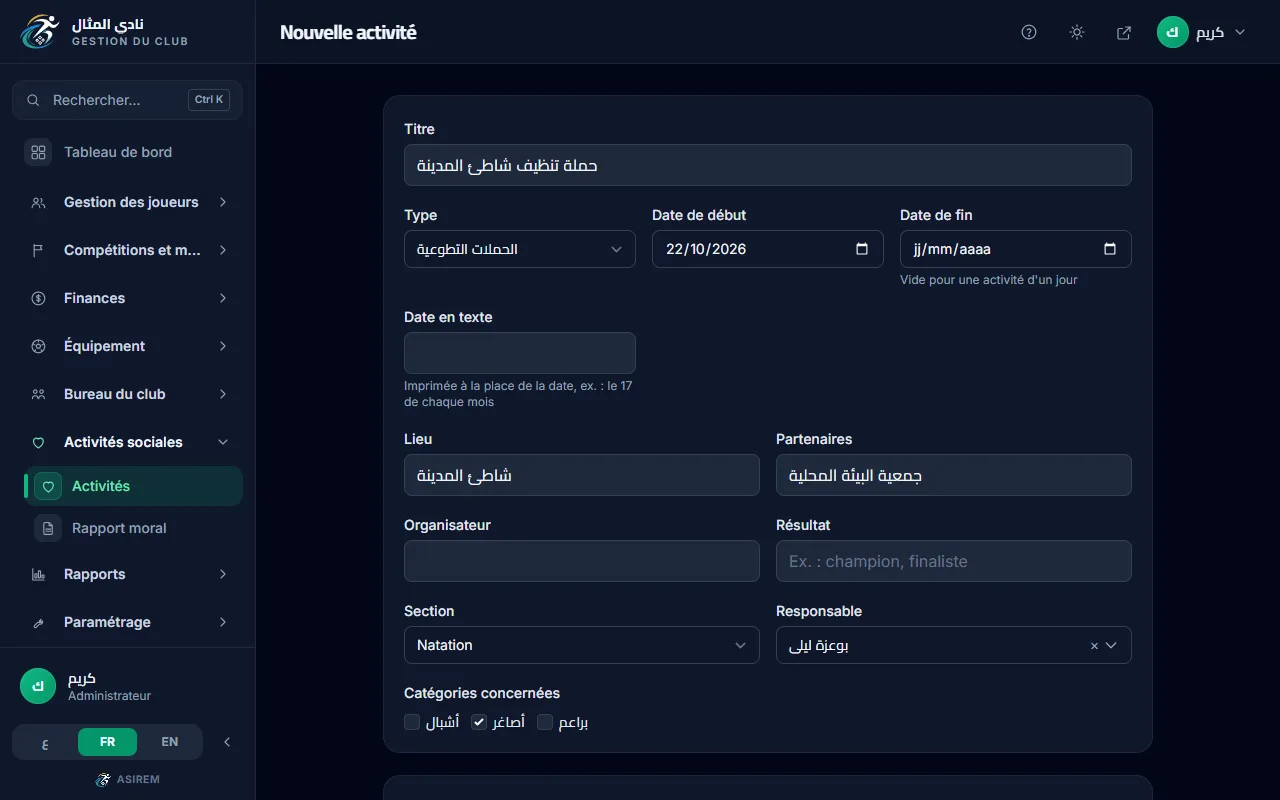 نادي المثال
GESTION DU CLUB
Nouvelle activité
ك
كريم
Rechercher...
Ctrl K
Tableau de bord
Gestion des joueurs
Compétitions et m...
Finances
Équipement
Bureau du club
Activités sociales
Activités
Rapport moral
Rapports
Paramétrage
ك
كريم
Administrateur
ع
FR
EN
ASIREM
Titre
حملة تنظيف شاطئ المدينة
Type
Date de début
Date de fin
الحملات التطوعية
22/10/2026
jj/mm/aaaa
Vide pour une activité d'un jour
Date en texte
Imprimée à la place de la date, ex. : le 17
de chaque mois
Lieu
Partenaires
شاطئ المدينة
جمعية البيئة المحلية
Organisateur
Résultat
Ex. : champion, finaliste
Section
Responsable
Natation
بوعزة ليلى
Catégories concernées
أشبال
أصاغر
براعم